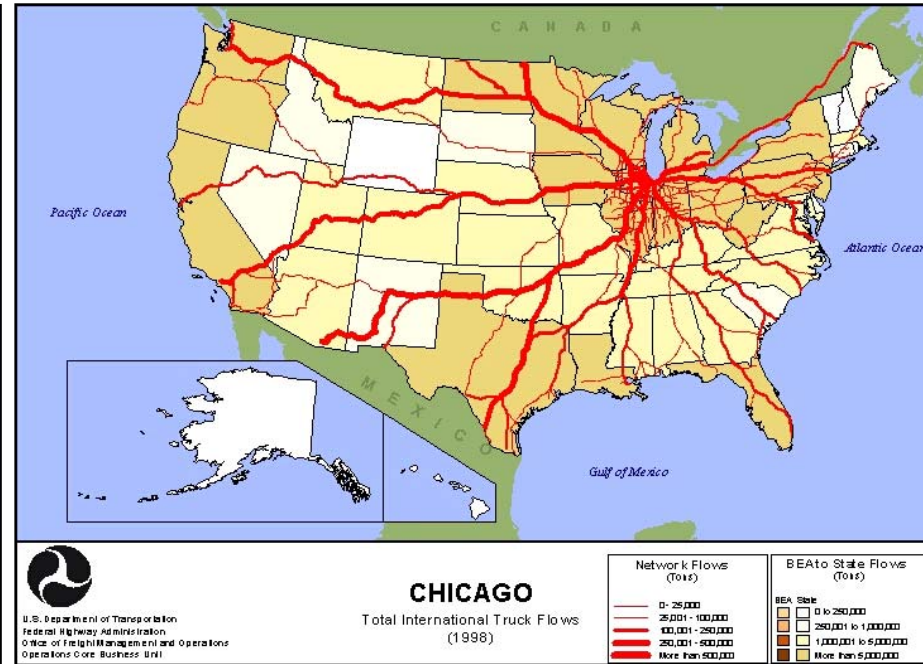 CANADA
Pacific Ocean
Atlantic Ocean
MEXICO
Gulf of Mexico
U.S. Department of Transportation
Federal Highway Administration
Office of Freight Management and Operations
Operations Core Business Unit
CHICAGO
Total International Truck Flows
(1998)
Network Flows
(Tons)
0- 25,000
25,001 - 100,000
100,001 - 250,000
250,001 - 500,000
More than 500,000
BEA to State Flows
(Tons)
BEA State
0 to 250,000
250,001 to 1,000,000
1,000,001 to 5,000,000
More than 5,000,000